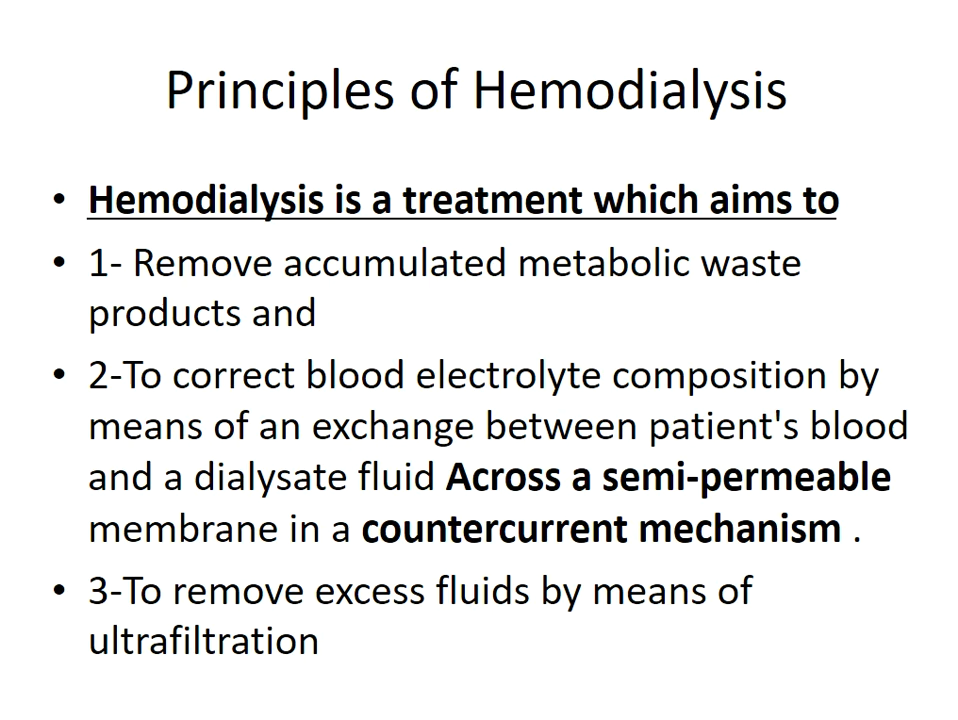 Principles of Hemodialysis
• Hemodialysis is a treatment which aims to
• 1- Remove accumulated metabolic waste
products and
• 2-To correct blood electrolyte composition by
means of an exchange between patient's blood
and a dialysate fluid Across a semi-permeable
membrane in a countercurrent mechanism .
• 3-To remove excess fluids by means of
ultrafiltration